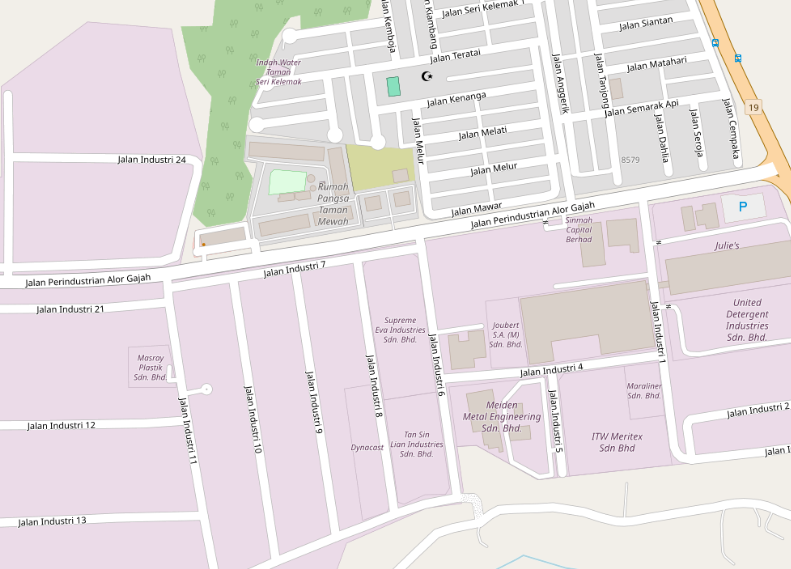 Jalan Kemboja
n Kiambang
Jalan Seri Kelemak 1
Jalan Siantan
Jalan Teratai
Jalan Anggerik
Jalan Tanjong
Jalan Matahari
Indah Water
Taman
Seri Kelemak
Jalan Kenanga
Jalan Semarak Api
19
Jalan Melur
Jalan Melati
Jalan Dahlia
Jalan Seroja
Jalan Cempaka
Jalan Industri 24
8579
Jalan Melur
Rumah
Pangsa
Taman
Mewah
Jalan Mawar
Jalan Perindustrian Alor Gajah
P
Sinmah
Capitol
Berhad
Julie's
Jalan Industri 7
Jalan Perindustrian Alor Gajah
Jalan Industri 21
United
Detergent
Industries
Sdn. Bhd.
Supreme
Eva Industries
Sdn. Bhd.
Joubert
S.A. (M)
Sdn. Bhd.
Jalan Industri 1
Masroy
Plastik
Sdn. Bhd.
Jalan Industri 6
Jalan Industri 4
Jalan Industri 8
Jalan Industri 9
Jalan Industri 10
Jalan Industri 11
Maraliner
Sdn. Bhd
Meiden
Metal Engineering
Sdn. Bhd.
Jalan Industri 5
Jalan Industri 2
Jalan Industri 12
Tan Sin
Lian Industries
Sdn. Bhd.
Dynacast
ITW Meritex
Sdn Bhd
Jalan I
Jalan Industri 13